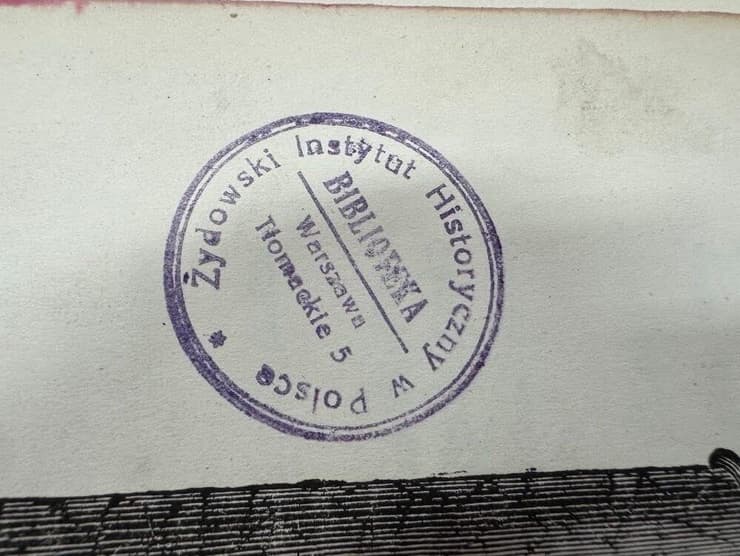 Żydowski Instytut Historyczny w Polsce *
BIBLIOTEKA
Warszawa
Tłomackie 5